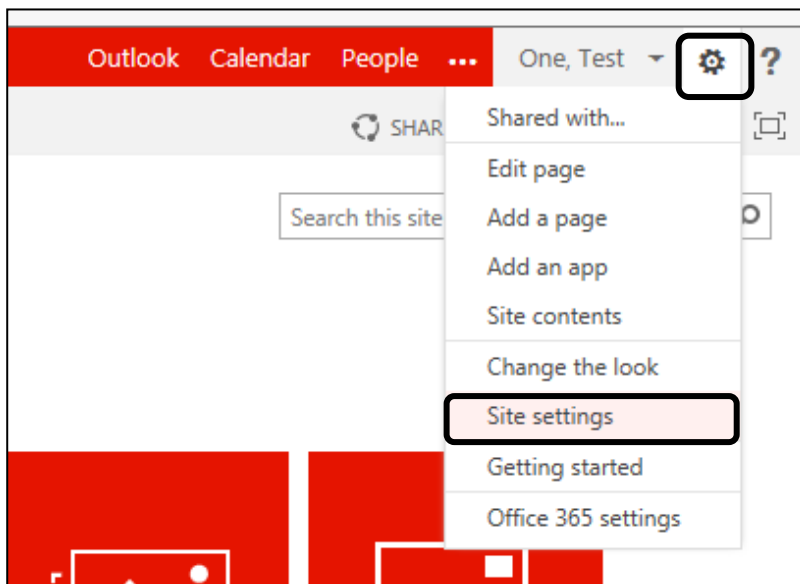 Outlook Calendar People ... One, Test ?
SHAR
Shared with...
Edit page
Search this site
Add a page
Add an app
Site contents
Change the look
Site settings
Getting started
Office 365 settings